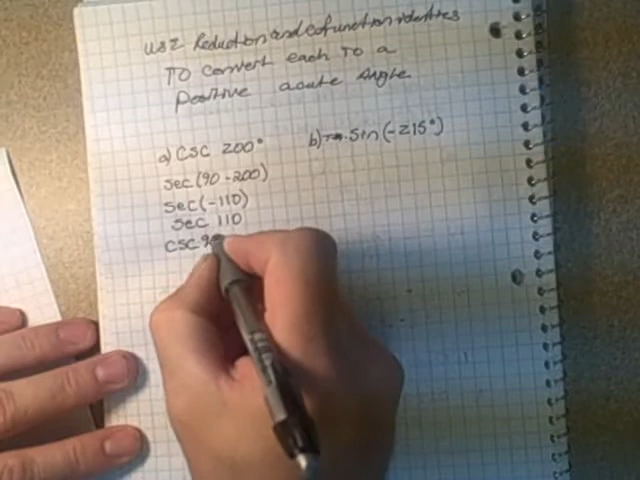 use Reduction and cofunction identities
TO convert each to a
Positive acute Angle
a) CSC 200° b) Sin(-215°)
sec(90-200)
sec(-110)
sec 110
CSC